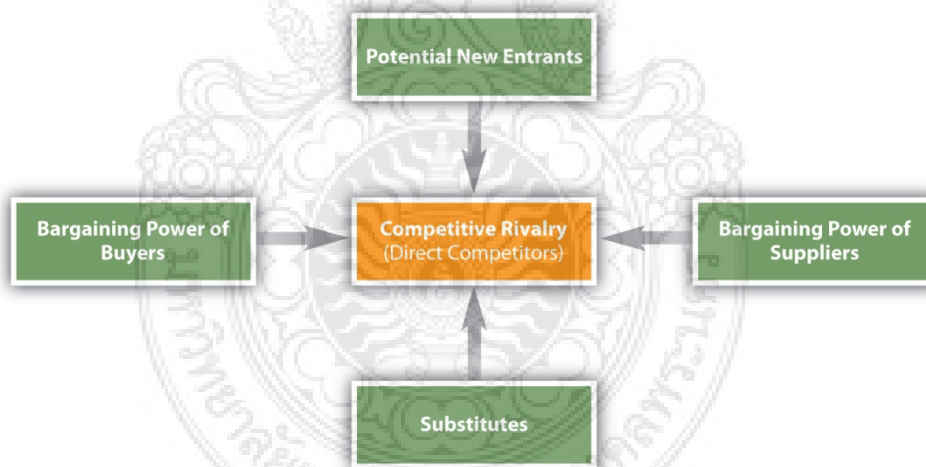 Potential New Entrants
Bargaining Power of
Buyers
Competitive Rivalry
(Direct Competitors)
Bargaining Power of
Suppliers
Substitutes